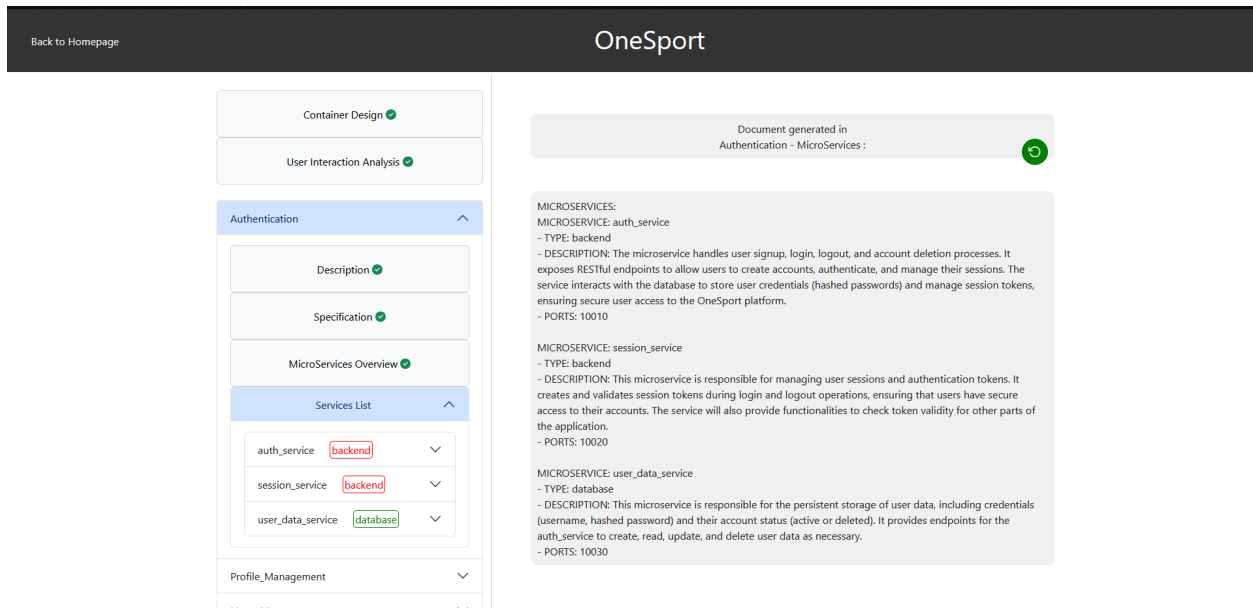 Back to Homepage
OneSport
Container Design
User Interaction Analysis
Authentication
Description
Specification
MicroServices Overview
Services List
auth_service backend
session_service backend
user_data_service database
Profile_Management
Document generated in
Authentication - MicroServices :
MICROSERVICES:
MICROSERVICE: auth_service
- TYPE: backend
- DESCRIPTION: The microservice handles user signup, login, logout, and account deletion processes. It
exposes RESTful endpoints to allow users to create accounts, authenticate, and manage their sessions. The
service interacts with the database to store user credentials (hashed passwords) and manage session tokens,
ensuring secure user access to the OneSport platform.
- PORTS: 10010
MICROSERVICE: session_service
- TYPE: backend
- DESCRIPTION: This microservice is responsible for managing user sessions and authentication tokens. It
creates and validates session tokens during login and logout operations, ensuring that users have secure
access to their accounts. The service will also provide functionalities to check token validity for other parts of
the application.
- PORTS: 10020
MICROSERVICE: user_data_service
- TYPE: database
- DESCRIPTION: This microservice is responsible for the persistent storage of user data, including credentials
(username, hashed password) and their account status (active or deleted). It provides endpoints for the
auth_service to create, read, update, and delete user data as necessary.
- PORTS: 10030